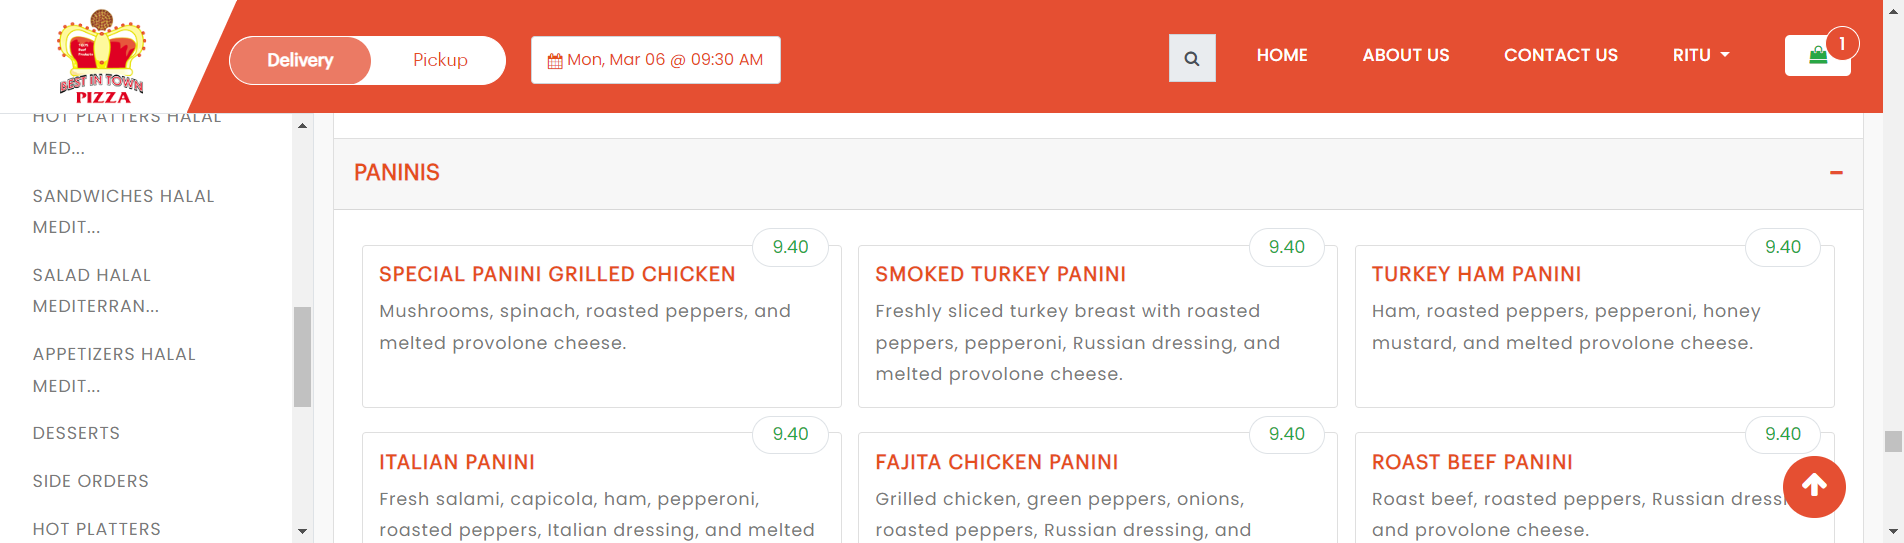 BEST IN TOWN
PIZZA
Delivery
Pickup
Mon, Mar 06 @ 09:30 AM
HOME
ABOUT US
CONTACT US
RITU
1
HOT PLATTERS HALAL
MED...
SANDWICHES HALAL
MEDIT...
SALAD HALAL
MEDITERRAN...
APPETIZERS HALAL
MEDIT...
DESSERTS
SIDE ORDERS
HOT PLATTERS
PANINIS
9.40
SPECIAL PANINI GRILLED CHICKEN
Mushrooms, spinach, roasted peppers, and
melted provolone cheese.
9.40
SMOKED TURKEY PANINI
Freshly sliced turkey breast with roasted
peppers, pepperoni, Russian dressing, and
melted provolone cheese.
9.40
TURKEY HAM PANINI
Ham, roasted peppers, pepperoni, honey
mustard, and melted provolone cheese.
9.40
ITALIAN PANINI
Fresh salami, capicola, ham, pepperoni,
roasted peppers, Italian dressing, and melted
9.40
FAJITA CHICKEN PANINI
Grilled chicken, green peppers, onions,
roasted peppers, Russian dressing, and
9.40
ROAST BEEF PANINI
Roast beef, roasted peppers, Russian dressi
and provolone cheese.